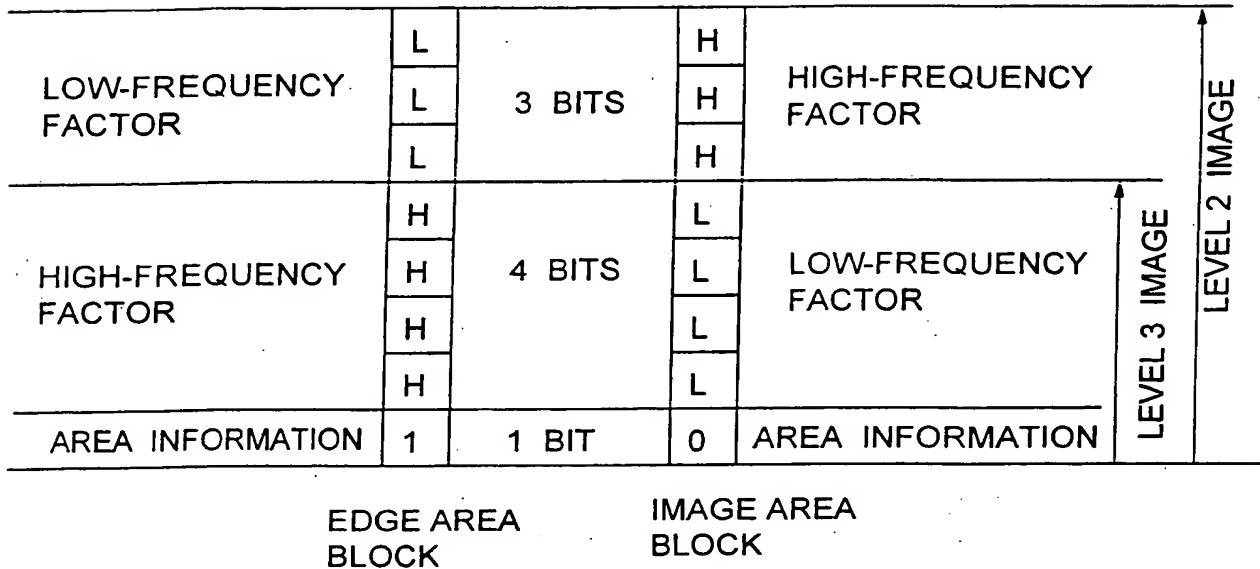 LOW-FREQUENCY
FACTOR
L
L
L
3 BITS
H
H
H
HIGH-FREQUENCY
FACTOR
HIGH-FREQUENCY
FACTOR
H
H
H
H
4 BITS
L
L
L
L
LOW-FREQUENCY
FACTOR
AREA INFORMATION
1
1 BIT
0
AREA INFORMATION
LEVEL 3 IMAGE
LEVEL 2 IMAGE
EDGE AREA
BLOCK
IMAGE AREA
BLOCK